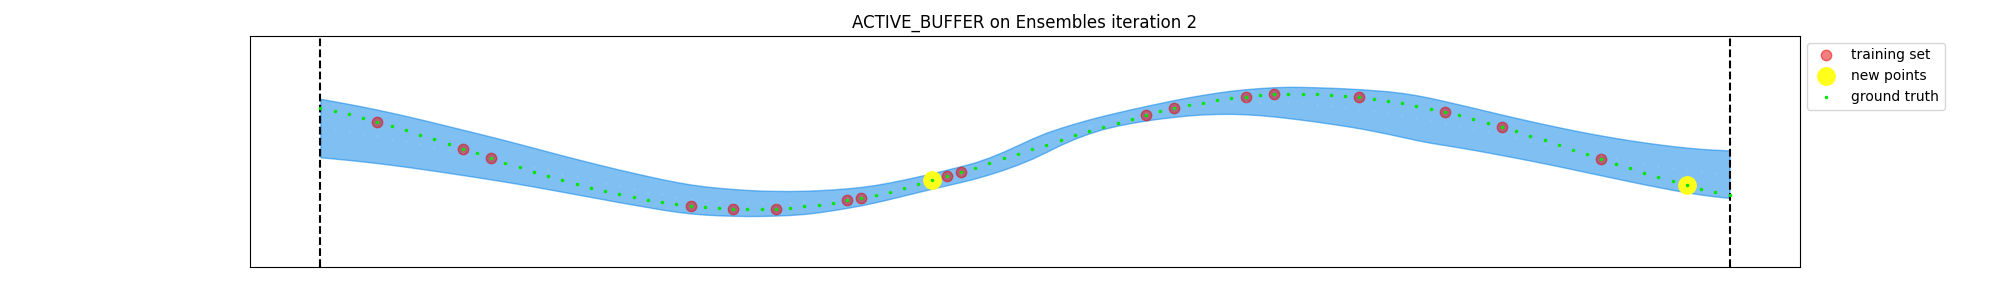 ACTIVE_BUFFER on Ensembles iteration 2
training set
new points
ground truth